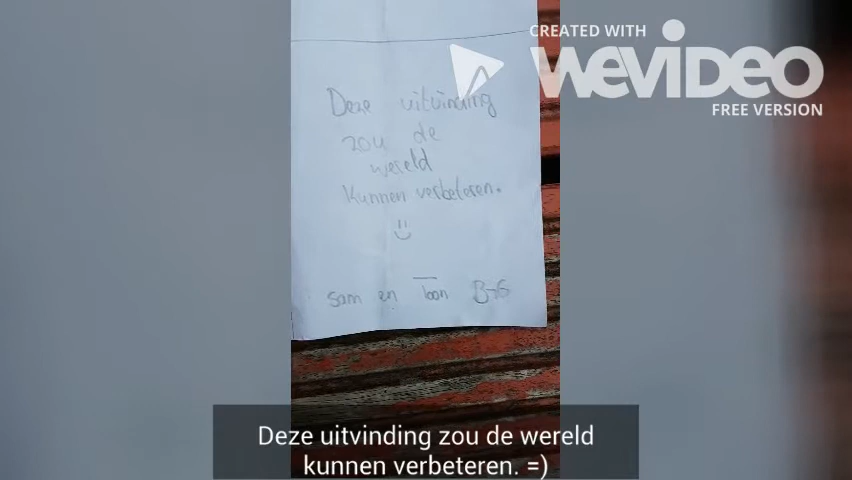 CREATED WITH
WEVIDEO
FREE VERSION
Deze uitvinding
zou de
wereld
kunnen verbeteren.
sam en Toon
Deze uitvinding zou de wereld
kunnen verbeteren. =)